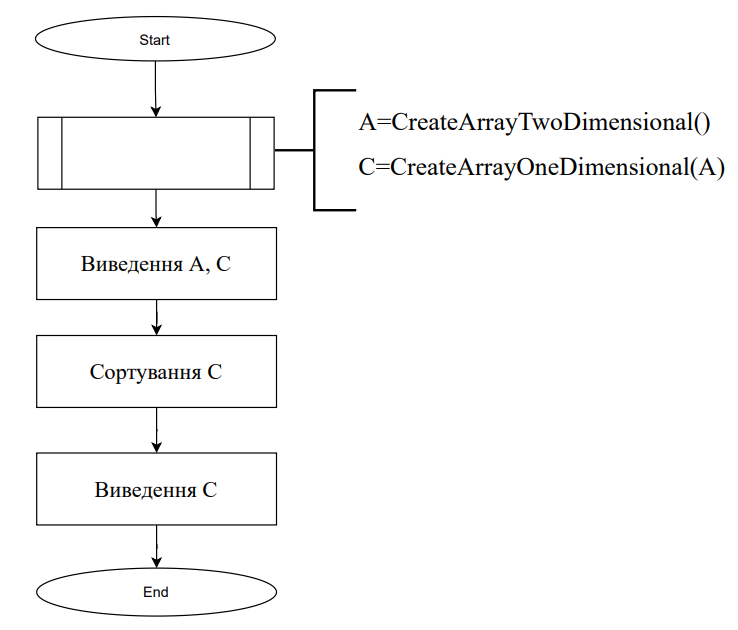 Start
A=CreateArrayTwoDimensional()
C=CreateArrayOneDimensional(A)
Виведення А, С
Сортування С
Виведення С
End